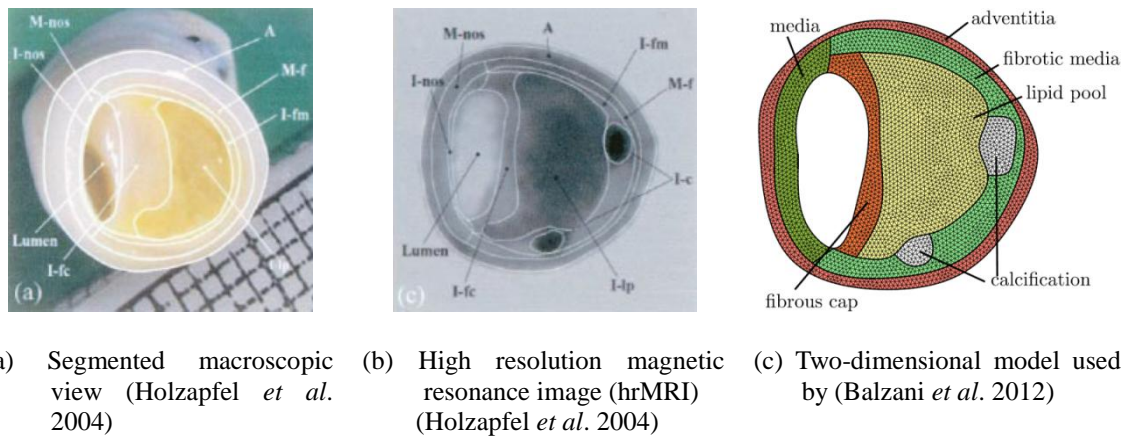 M-nos
I-nos
A
M-f
I-fm
Lumen
I-fc
(a)
M-nos
A
I-fm
I-nos
M-f
I-c
Lumen
I-fc
I-lp
(c)
media
adventitia
fibrotic media
lipid pool
calcification
fibrous cap
a) Segmented macroscopic
view (Holzapfel et al.
2004)
(b) High resolution magnetic
resonance image (hrMRI)
(Holzapfel et al. 2004)
(c) Two-dimensional model used
by (Balzani et al. 2012)